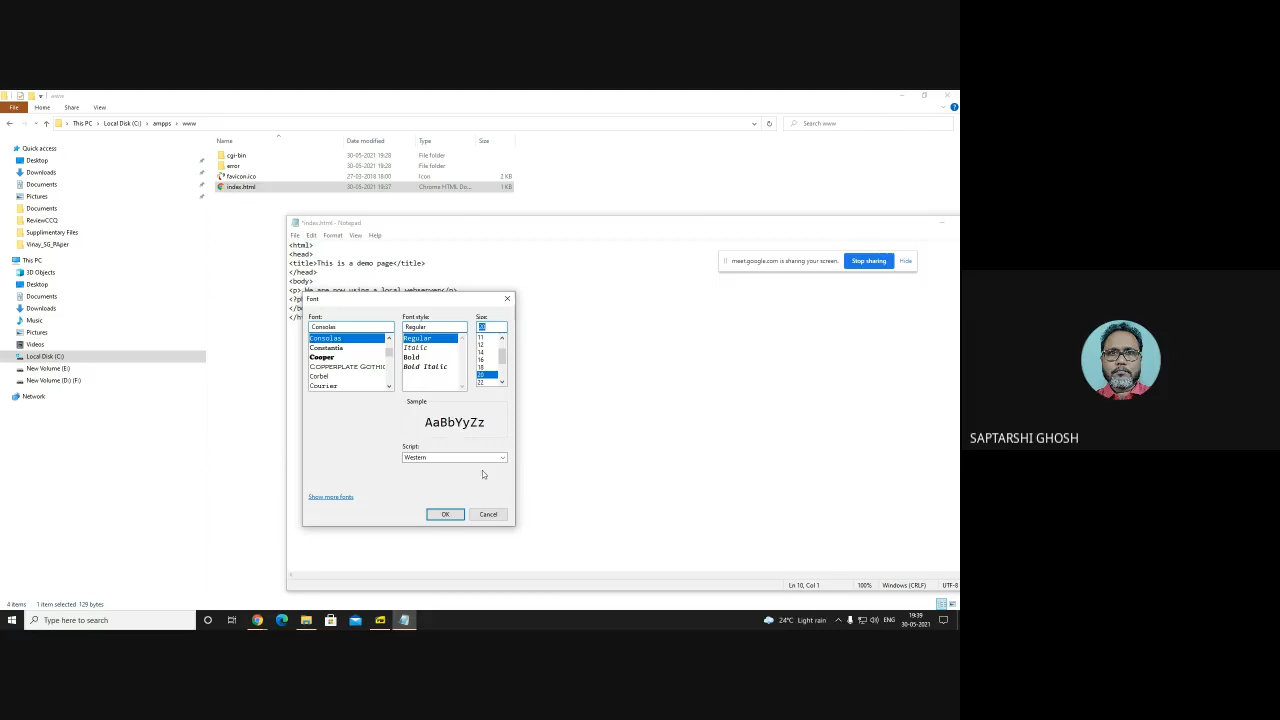 www
File Home Share View
This PC Local Disk (C:) ampps www
Search www
Name Date modified Type Size
Quick access
Desktop
Downloads
Documents
Pictures
Documents
ReviewCCQ
Supplimentary Files
Vinay_SG_PAper
This PC
3D Objects
Desktop
Documents
Downloads
Music
Pictures
Videos
Local Disk (C:)
New Volume (E:)
New Volume (D:) (F:)
Network
cgi-bin 30-05-2021 19:28 File folder
error 30-05-2021 19:28 File folder
favicon.ico 27-03-2018 18:00 Icon 2 KB
index.html 30-05-2021 19:37 Chrome HTML Do... 1 KB
*index.html - Notepad
File Edit Format View Help
<html>
<head>
<title>This is a demo page</title>
</head>
<body>
<p> We are now using a local webserver</p>
<?p
</b
</h
meet.google.com is sharing your screen. Stop sharing Hide
Font
Font: Font style: Size:
Consolas Regular 20
Consolas
Constantia
Cooper
Copperplate Gothic
Corbel
Courier
Regular
Italic
Bold
Bold Italic
11
12
14
16
18
20
22
Sample
AaBbYyZz
Script:
Western
Show more fonts
OK Cancel
Ln 10, Col 1 100% Windows (CRLF) UTF-8
4 items 1 item selected 129 bytes
Type here to search
24°C Light rain ENG 19:39
30-05-2021
SAPTARSHI GHOSH